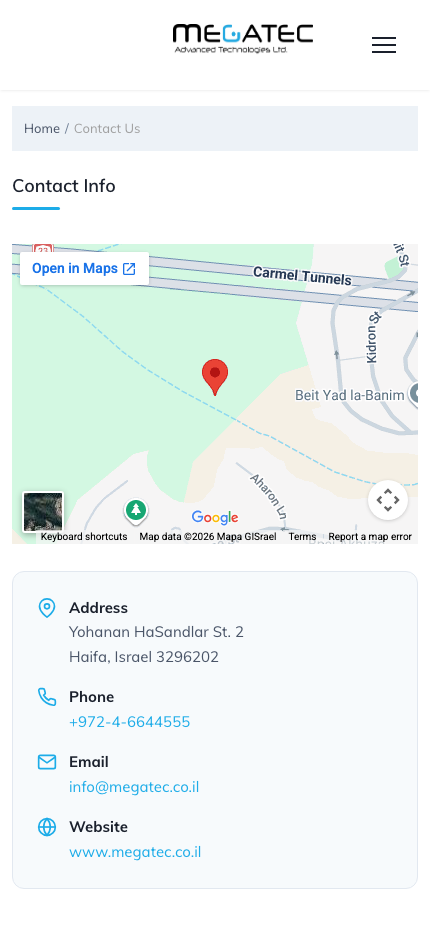 MEGATEC
Advanced Technologies Ltd.
Home / Contact Us
Contact Info
23
Open in Maps
Carmel Tunnels
Kidron St
Beit Yad la-Banim
Aharon Ln
Google
Keyboard shortcuts Map data ©2026 Mapa GISrael Terms Report a map error
Address
Yohanan HaSandlar St. 2
Haifa, Israel 3296202
Phone
+972-4-6644555
Email
info@megatec.co.il
Website
www.megatec.co.il